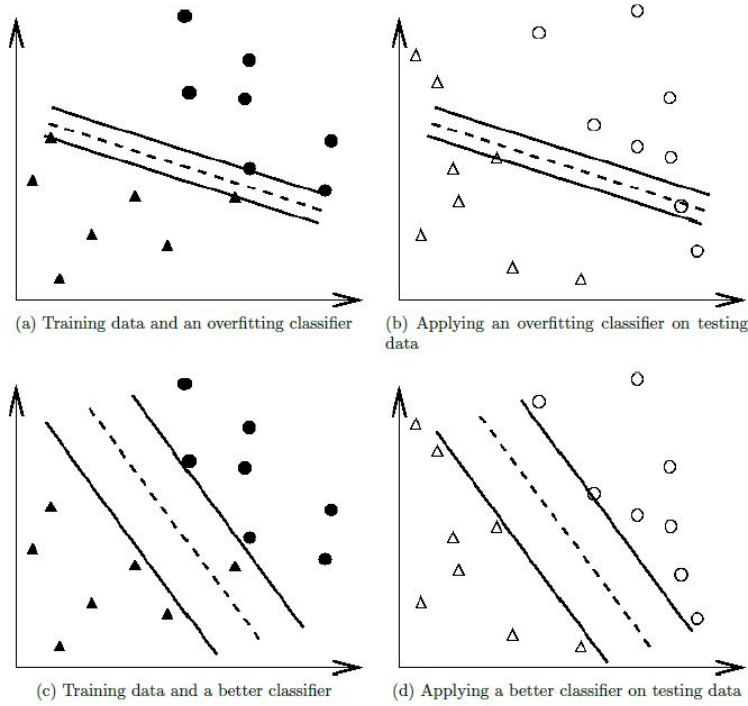 (a) Training data and an overfitting classifier
(b) Applying an overfitting classifier on testing
data
(c) Training data and a better classifier
(d) Applying a better classifier on testing data